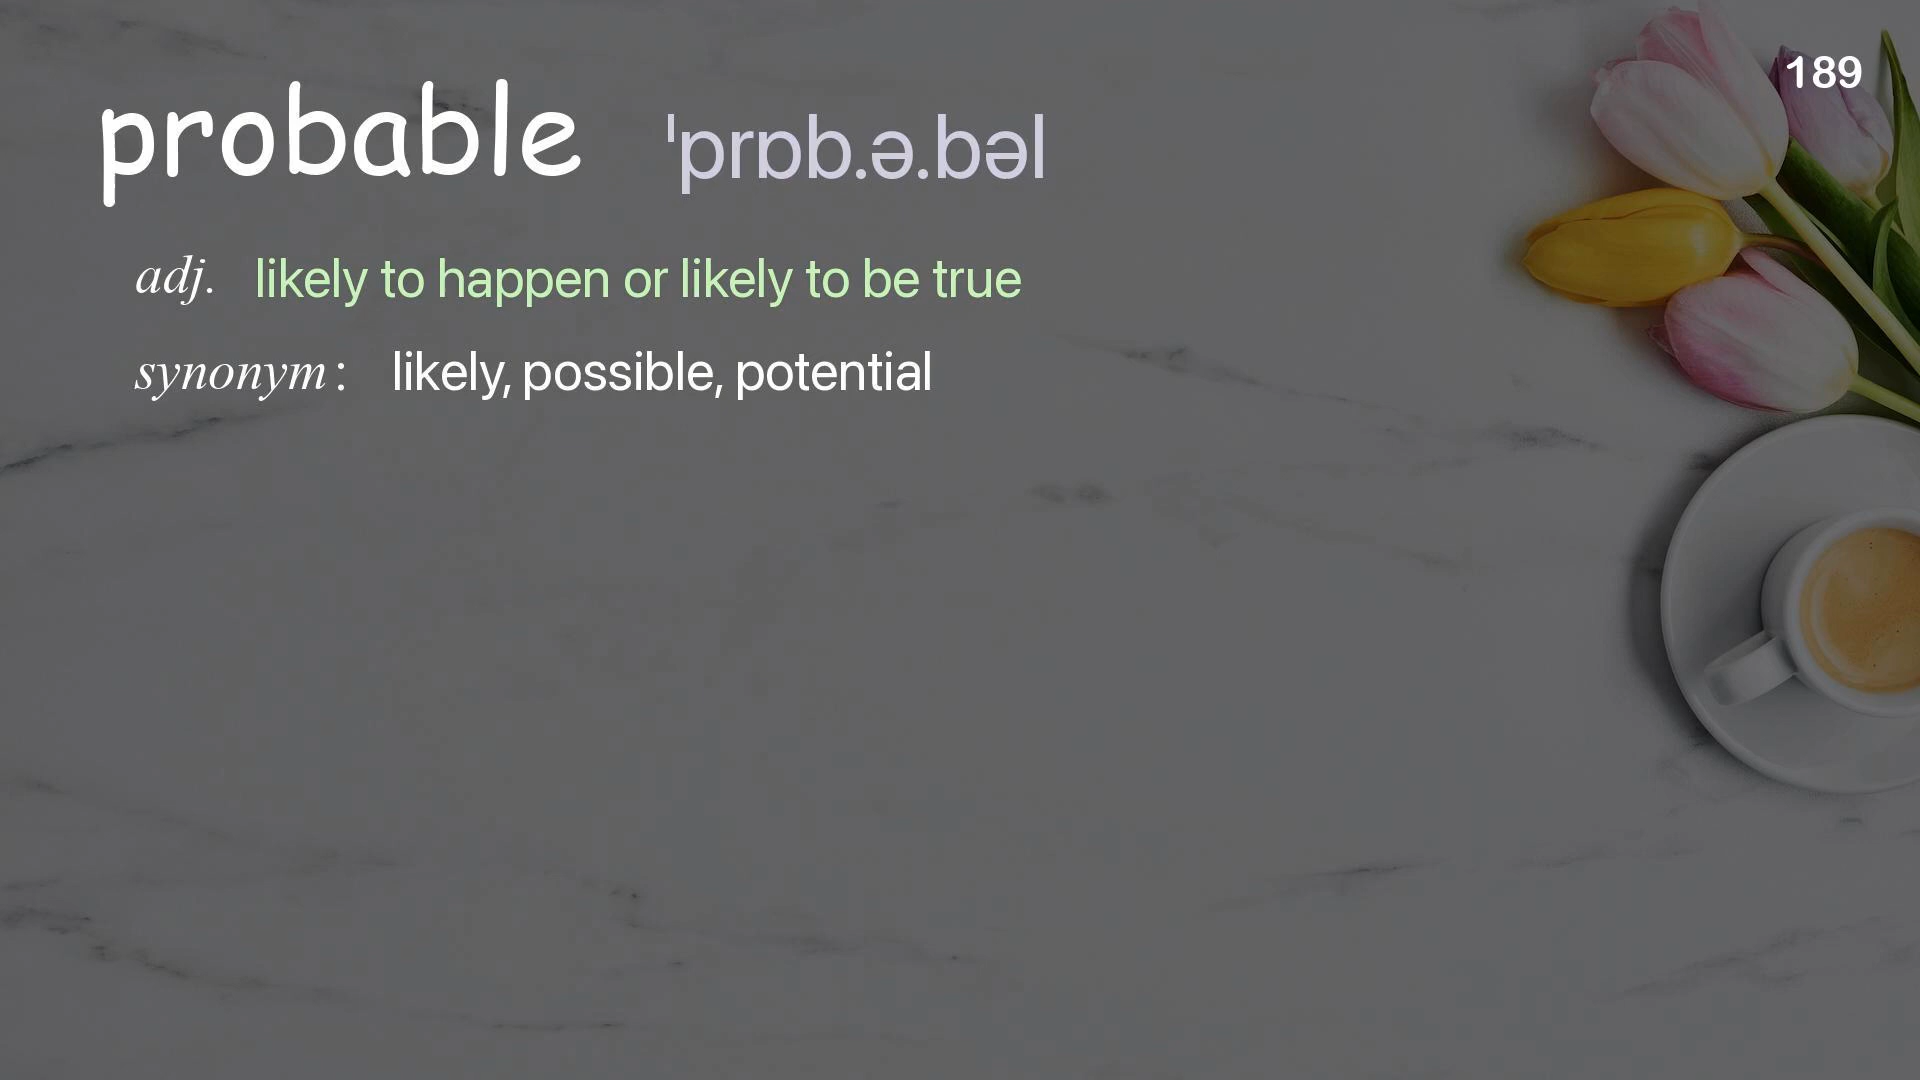 189
probable ˈprɒb.ə.bəl
adj. likely to happen or likely to be true
synonym: likely, possible, potential